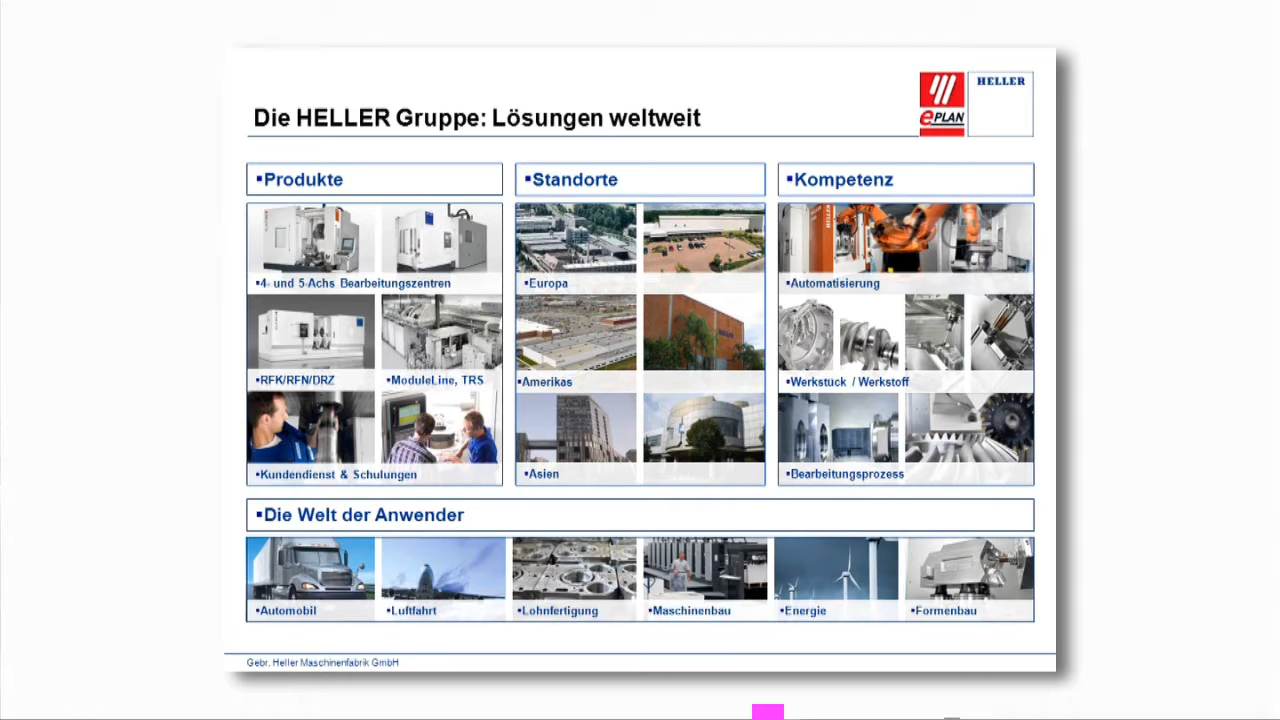 Die HELLER Gruppe: Lösungen weltweit
ePLAN
HELLER
▪Produkte
▪Standorte
▪Kompetenz
▪4- und 5-Achs Bearbeitungszentren
▪Europa
▪Automatisierung
▪RFK/RFN/DRZ
▪ModuleLine, TRS
▪Amerikas
▪Werkstuck / Werkstoff
▪Kundendienst & Schulungen
▪Asien
▪Bearbeitungsprozess
▪Die Welt der Anwender
▪Automobil
▪Luftfahrt
▪Lohnfertigung
▪Maschinenbau
▪Energie
▪Formenbau
Gebr. Heller Maschinenfabrik GmbH